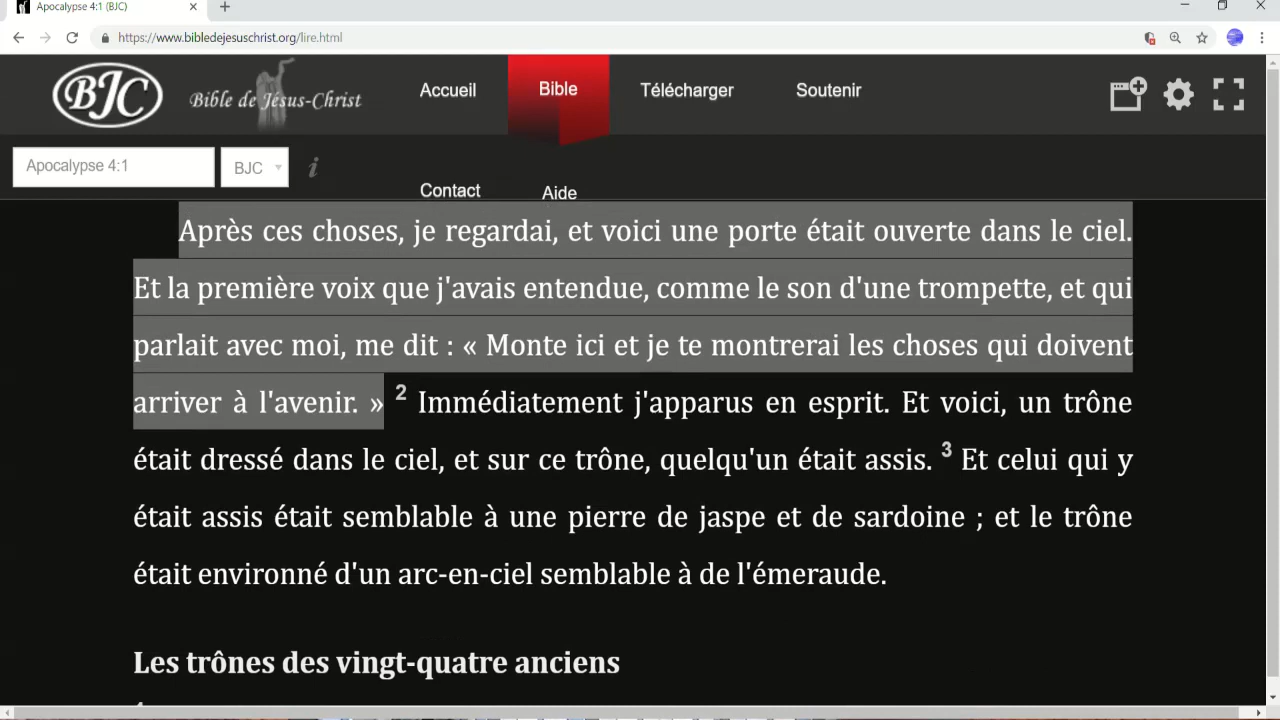 Apocalypse 4:1 (BJC)
https://www.bibledejesuschrist.org/lire.html
BJC Bible de Jésus-Christ Accueil Bible Télécharger Soutenir
Apocalypse 4:1 BJC i Contact Aide
Après ces choses, je regardai, et voici une porte était ouverte dans le ciel.
Et la première voix que j'avais entendue, comme le son d'une trompette, et qui
parlait avec moi, me dit : « Monte ici et je te montrerai les choses qui doivent
arriver à l'avenir. » 2 Immédiatement j'apparus en esprit. Et voici, un trône
était dressé dans le ciel, et sur ce trône, quelqu'un était assis. 3 Et celui qui y
était assis était semblable à une pierre de jaspe et de sardoine ; et le trône
était environné d'un arc-en-ciel semblable à de l'émeraude.
Les trônes des vingt-quatre anciens